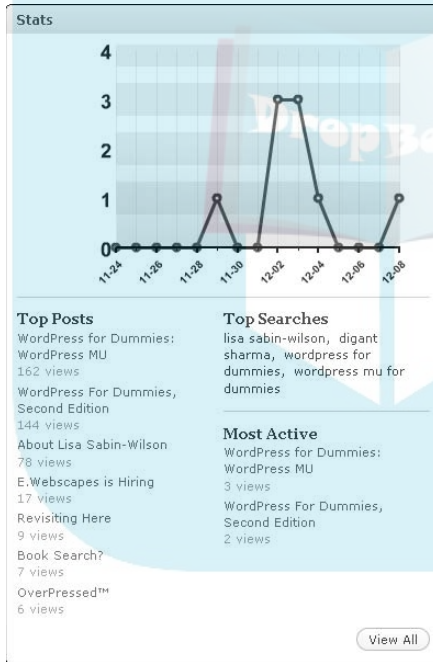 Stats
4
3
2
1
0
11-24
11-26
11-28
11-30
12-02
12-04
12-06
12-08
Top Posts
WordPress for Dummies:
WordPress MU
162 views
WordPress For Dummies,
Second Edition
144 views
About Lisa Sabin-Wilson
78 views
E.Webscapes is Hiring
17 views
Revisiting Here
9 views
Book Search?
7 views
OverPressed™
6 views
Top Searches
lisa sabin-wilson, digant
sharma, wordpress for
dummies, wordpress mu for
dummies
Most Active
WordPress for Dummies:
WordPress MU
3 views
WordPress For Dummies,
Second Edition
2 views
View All